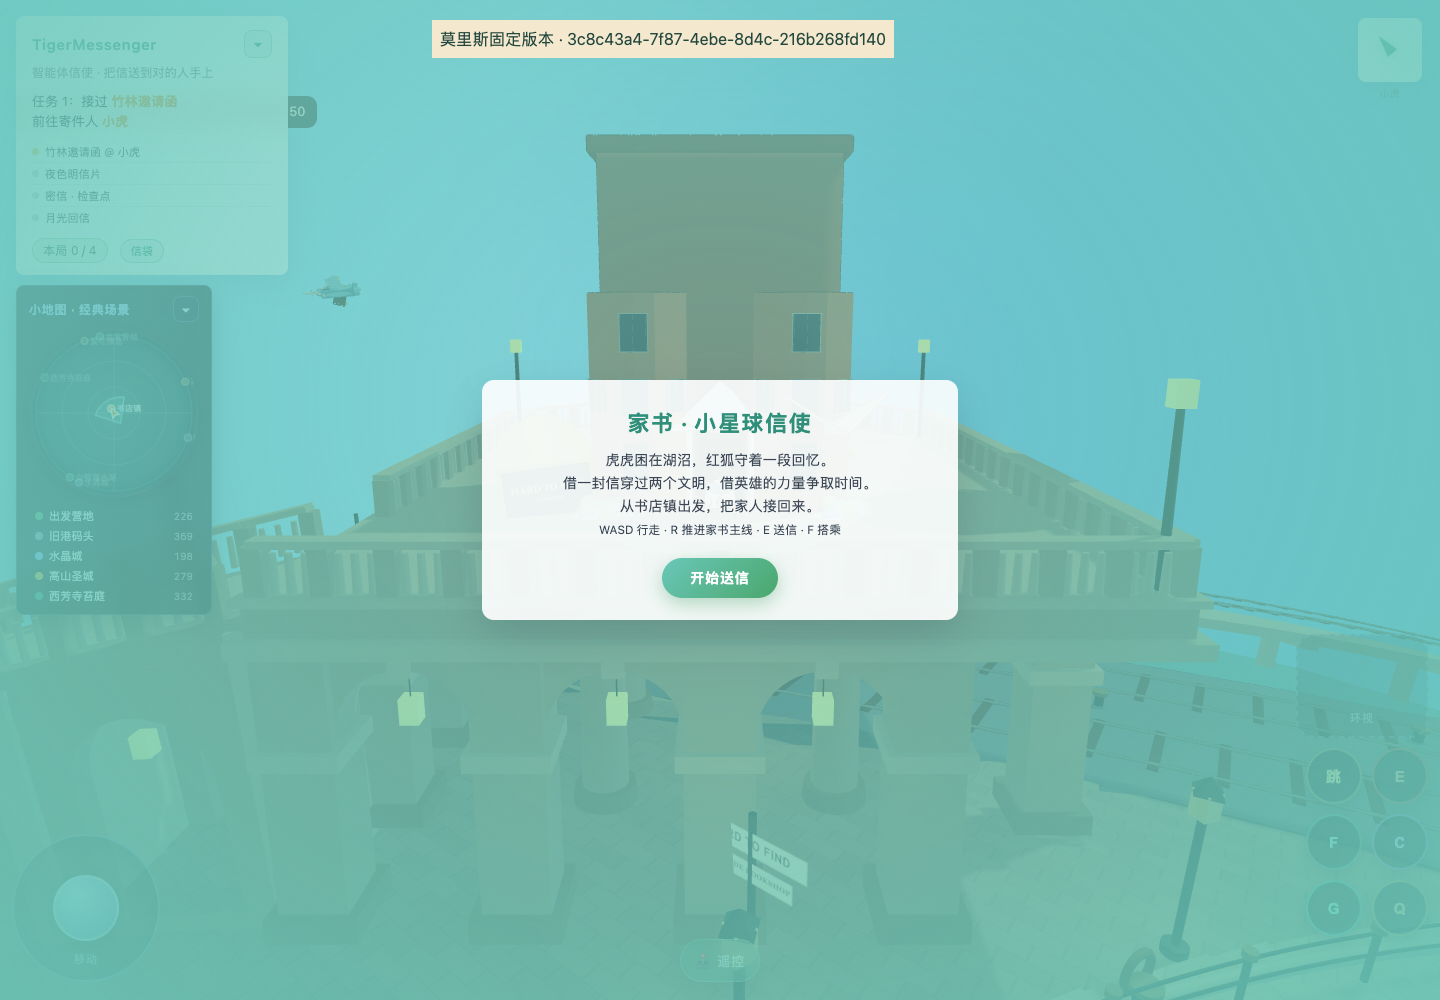 莫里斯固定版本 · 3c8c43a4-7f87-4ebe-8d4c-216b268fd140
TigerMessenger
智能体信使 · 把信送到对的人手上
任务 1：接过 竹林邀请函
前往寄件人 小虎
50
竹林邀请函 @ 小虎
夜色明信片
密信 · 检查点
月光回信
本局 0 / 4
信袋
小虎
小地图 · 经典场景
书店镇
出发营地 226
旧港码头 369
水晶城 198
高山圣城 279
西芳寺苔庭 332
家书 · 小星球信使
虎虎困在湖沼，红狐守着一段回忆。
借一封信穿过两个文明，借英雄的力量争取时间。
从书店镇出发，把家人接回来。
WASD 行走 · R 推进家书主线 · E 送信 · F 搭乘
开始送信
环视
跳
E
F
C
G
Q
TO FIND
移动
遥控